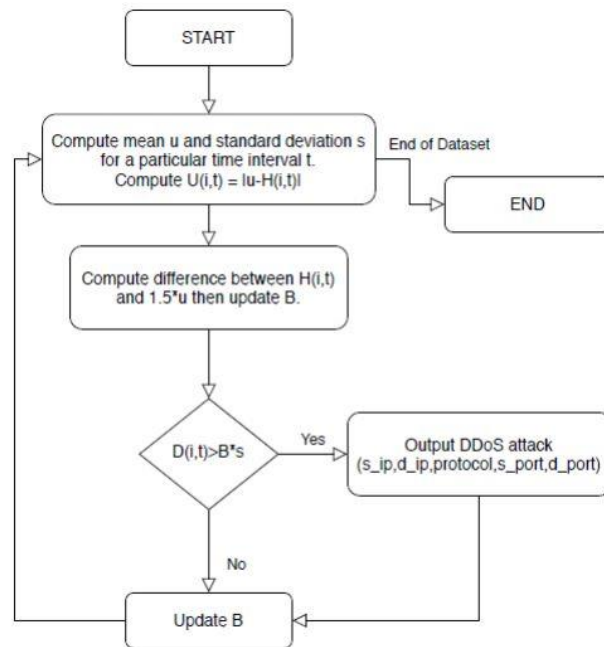 START
Compute mean u and standard deviation s
for a particular time interval t.
Compute U(i,t) = |u-H(i,t)|
End of Dataset
END
Compute difference between H(i,t)
and 1.5*u then update B.
D(i,t)>B*s
Yes
Output DDoS attack
(s_ip,d_ip,protocol,s_port,d_port)
No
Update B